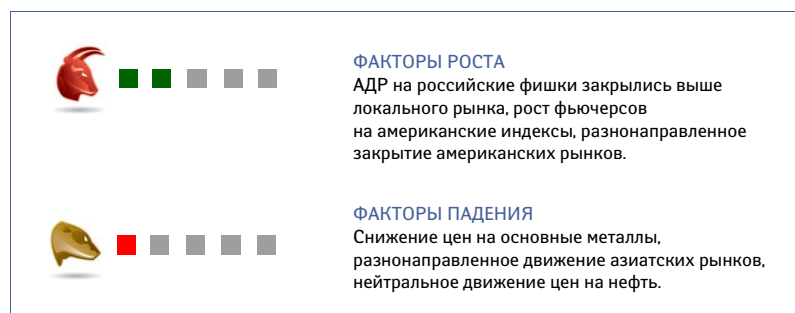 ФАКТОРЫ РОСТА
АДР на российские фишки закрылись выше
локального рынка, рост фьючерсов
на американские индексы, разнонаправленное
закрытие американских рынков.
ФАКТОРЫ ПАДЕНИЯ
Снижение цен на основные металлы,
разнонаправленное движение азиатских рынков,
нейтральное движение цен на нефть.